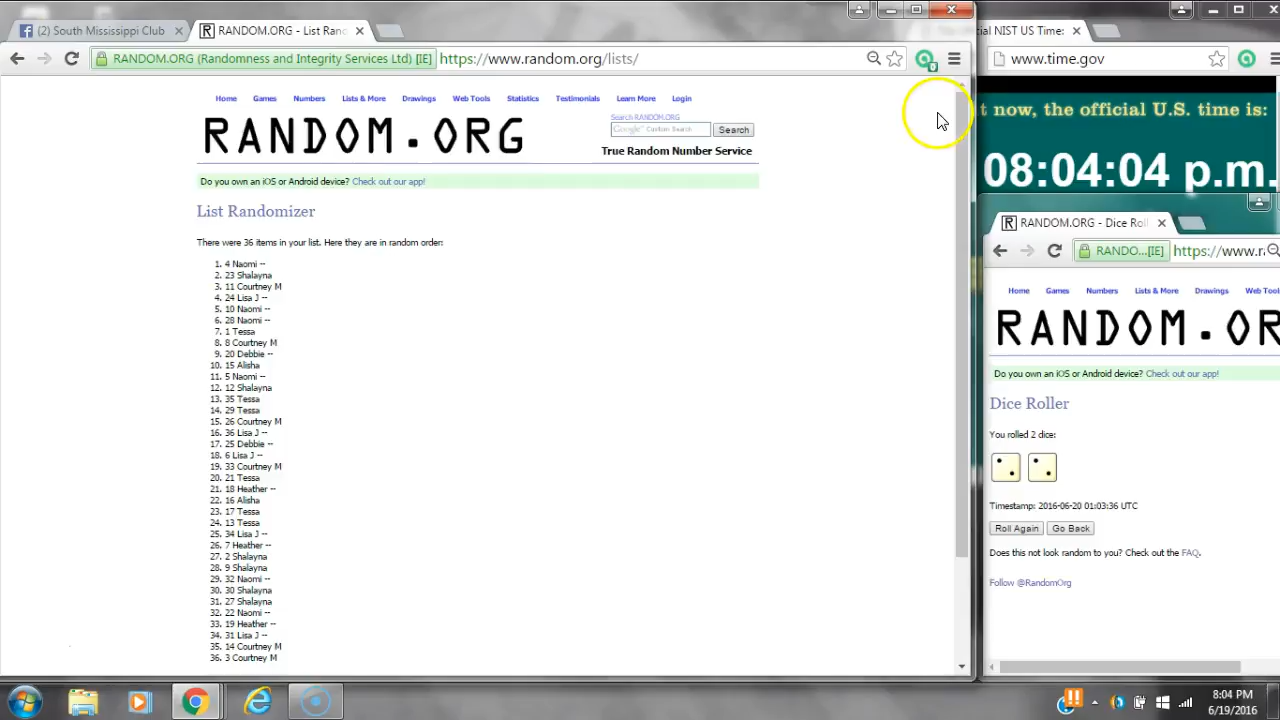 (2) South Mississippi Club
RANDOM.ORG - List Ran
RANDOM.ORG (Randomness and Integrity Services Ltd) [IE]
https://www.random.org/lists/
Home Games Numbers Lists & More Drawings Web Tools Statistics Testimonials Learn More Login
RANDOM.ORG
Search RANDOM.ORG
Google Custom Search
Search
True Random Number Service
Do you own an iOS or Android device? Check out our app!
List Randomizer
There were 36 items in your list. Here they are in random order:
1. 4 Naomi --
2. 23 Shalayna
3. 11 Courtney M
4. 24 Lisa J --
5. 10 Naomi --
6. 28 Naomi --
7. 1 Tessa
8. 8 Courtney M
9. 20 Debbie --
10. 15 Alisha
11. 5 Naomi --
12. 12 Shalayna
13. 35 Tessa
14. 29 Tessa
15. 26 Courtney M
16. 36 Lisa J --
17. 25 Debbie --
18. 6 Lisa J --
19. 33 Courtney M
20. 21 Tessa
21. 18 Heather --
22. 16 Alisha
23. 17 Tessa
24. 13 Tessa
25. 34 Lisa J --
26. 7 Heather --
27. 2 Shalayna
28. 9 Shalayna
29. 32 Naomi --
30. 30 Shalayna
31. 27 Shalayna
32. 22 Naomi --
33. 19 Heather --
34. 31 Lisa J --
35. 14 Courtney M
36. 3 Courtney M
al NIST US Time:
www.time.gov
t now, the official U.S. time is:
08:04:04 p.m.
RANDOM.ORG - Dice Rol
RANDO...[IE]
https://www.r
Home Games Numbers Lists & More Drawings Web Tool
RANDOM.OR
Do you own an iOS or Android device? Check out our app!
Dice Roller
You rolled 2 dice:
Timestamp: 2016-06-20 01:03:36 UTC
Roll Again Go Back
Does this not look random to you? Check out the FAQ.
Follow @RandomOrg
8:04 PM
6/19/2016